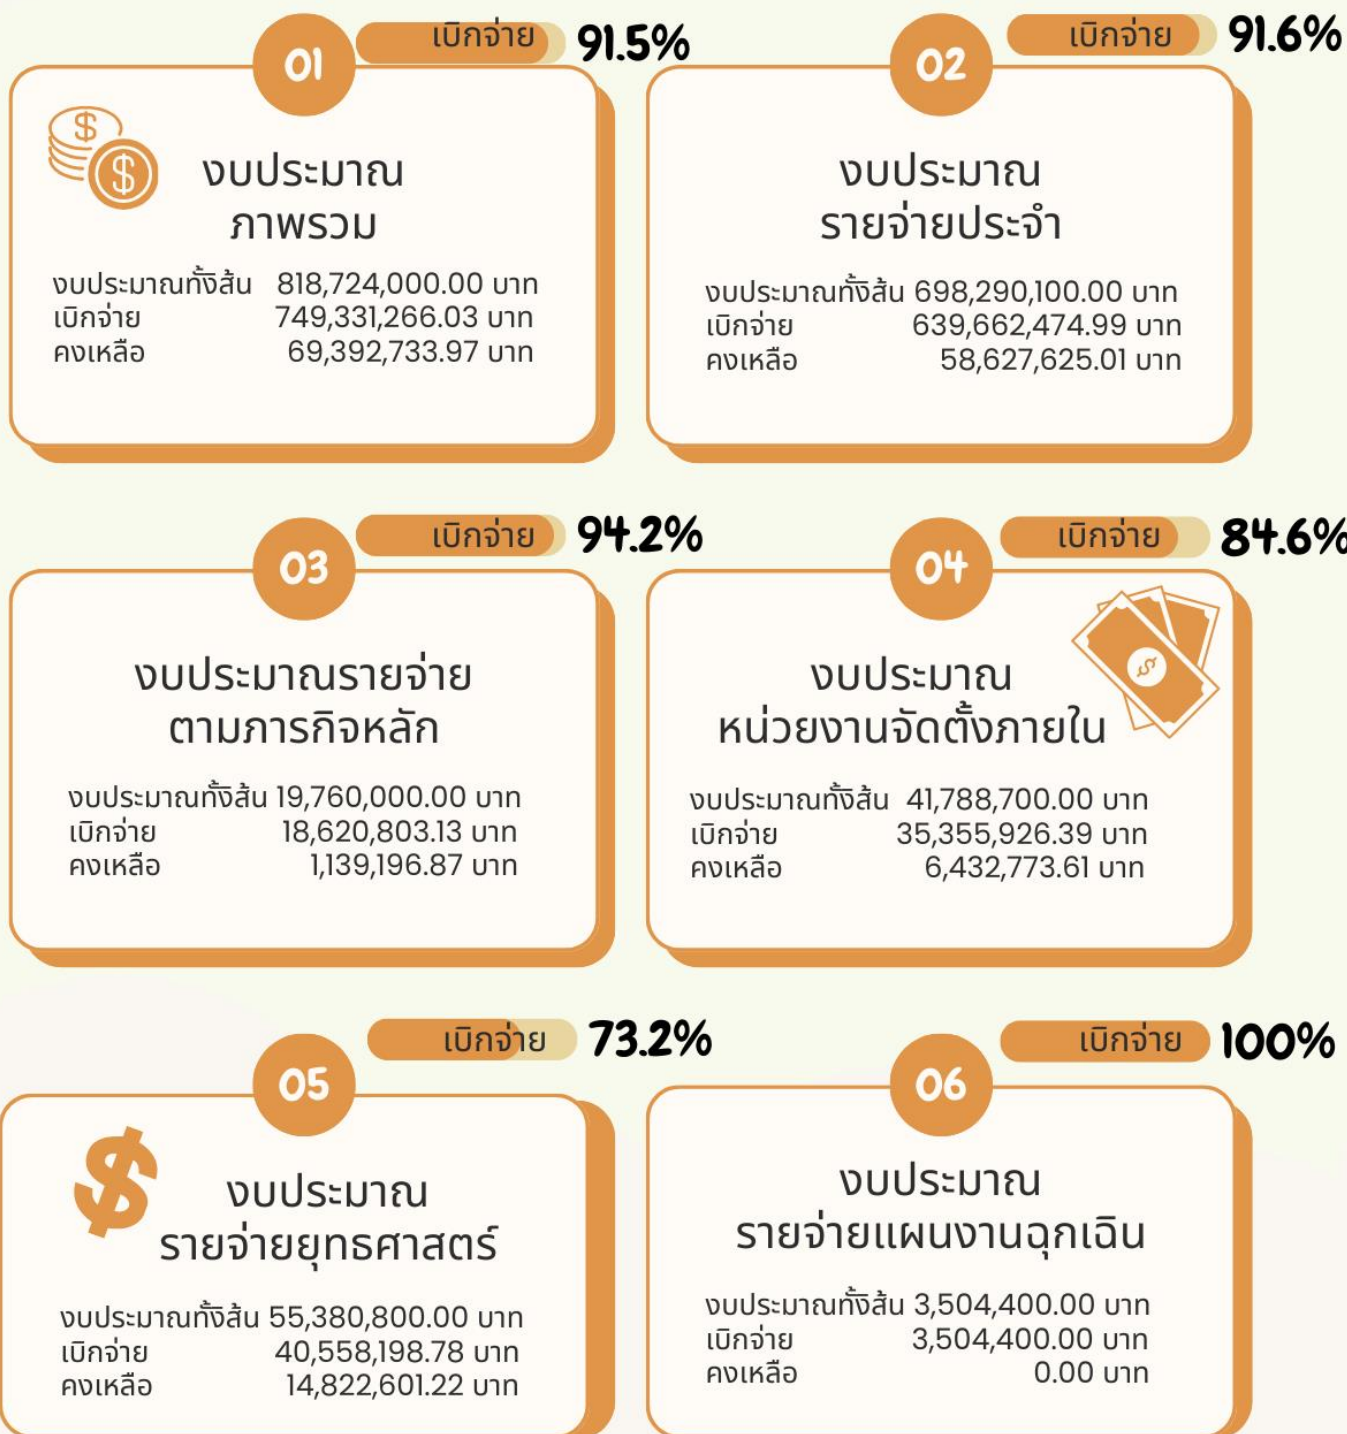 01
เบิกจ่าย 91.5%
งบประมาณ
ภาพรวม
งบประมาณทั้งสิ้น 818,724,000.00 บาท
เบิกจ่าย 749,331,266.03 บาท
คงเหลือ 69,392,733.97 บาท
02
เบิกจ่าย 91.6%
งบประมาณ
รายจ่ายประจำ
งบประมาณทั้งสิ้น 698,290,100.00 บาท
เบิกจ่าย 639,662,474.99 บาท
คงเหลือ 58,627,625.01 บาท
03
เบิกจ่าย 94.2%
งบประมาณรายจ่าย
ตามภารกิจหลัก
งบประมาณทั้งสิ้น 19,760,000.00 บาท
เบิกจ่าย 18,620,803.13 บาท
คงเหลือ 1,139,196.87 บาท
04
เบิกจ่าย 84.6%
งบประมาณ
หน่วยงานจัดตั้งภายใน
งบประมาณทั้งสิ้น 41,788,700.00 บาท
เบิกจ่าย 35,355,926.39 บาท
คงเหลือ 6,432,773.61 บาท
05
เบิกจ่าย 73.2%
งบประมาณ
รายจ่ายยุทธศาสตร์
งบประมาณทั้งสิ้น 55,380,800.00 บาท
เบิกจ่าย 40,558,198.78 บาท
คงเหลือ 14,822,601.22 บาท
06
เบิกจ่าย 100%
งบประมาณ
รายจ่ายแผนงานฉุกเฉิน
งบประมาณทั้งสิ้น 3,504,400.00 บาท
เบิกจ่าย 3,504,400.00 บาท
คงเหลือ 0.00 บาท